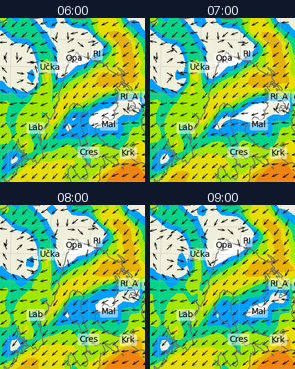 06:00 07:00
Opa RI Opa RI
Učka Učka
RI_A RI_A
Lab Mal Lab Mal
Cres Krk Cres Krk
08:00 09:00
Opa RI Opa RI
Učka Učka
RI_A RI_A
Lab Mal Lab Mal
Cres Krk Cres Krk